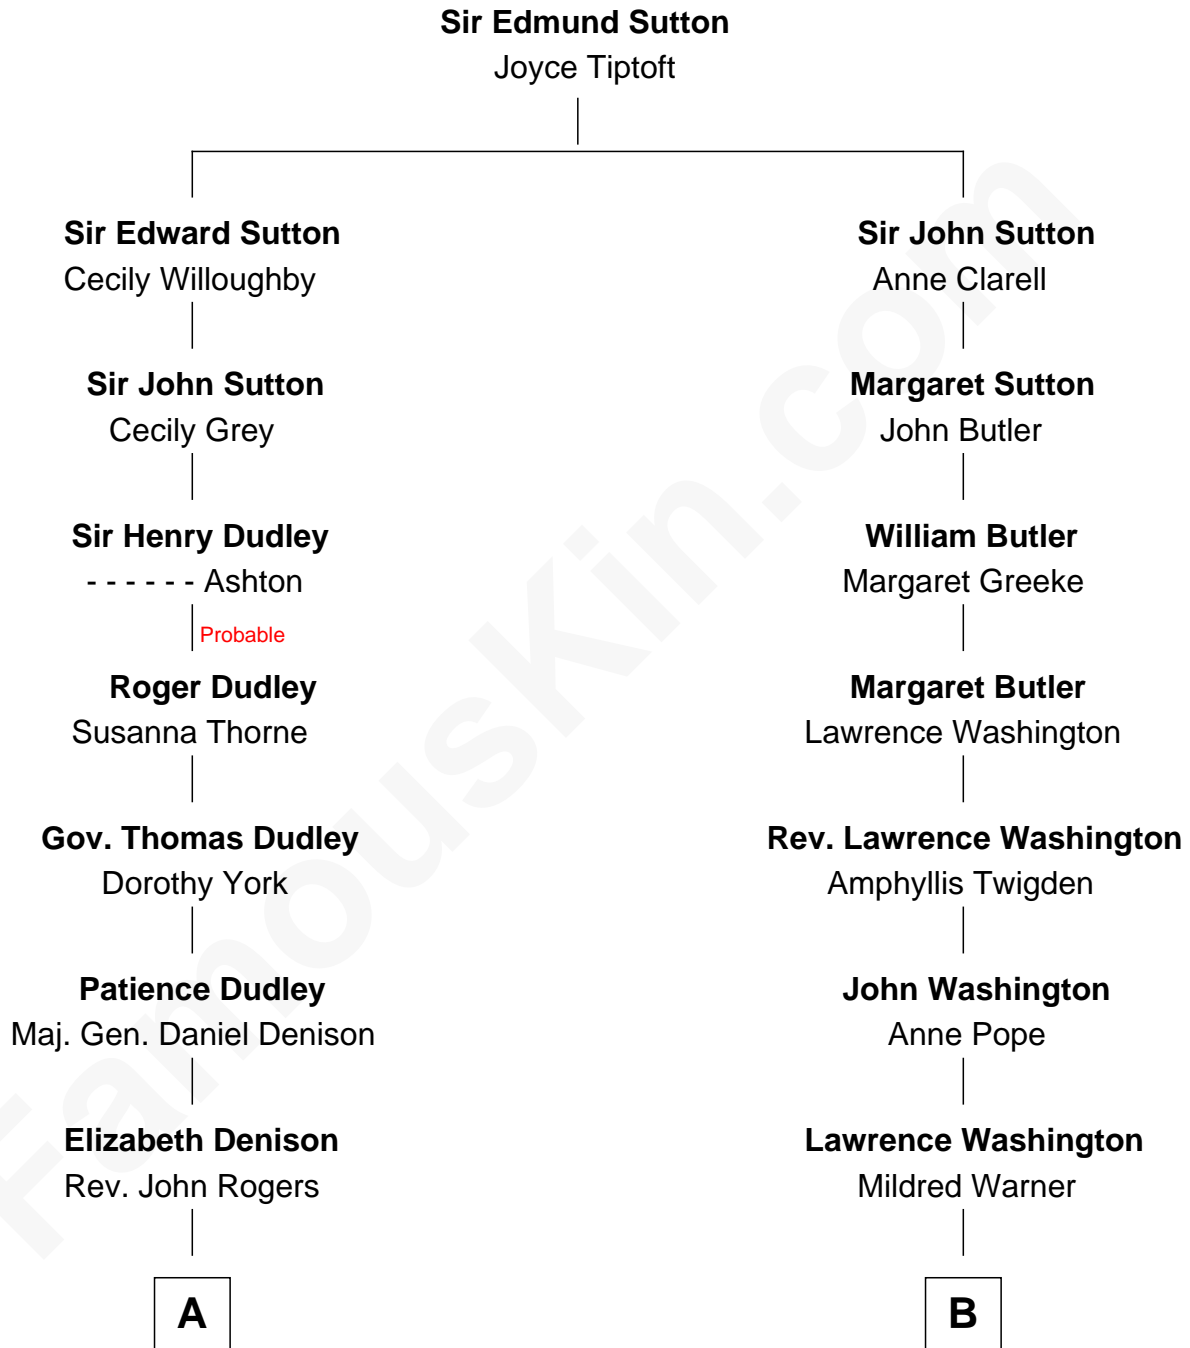 Sir Edmund Sutton
Joyce Tiptoft
Sir Edward Sutton
Cecily Willoughby
Sir John Sutton
Anne Clarell
Sir John Sutton
Cecily Grey
Margaret Sutton
John Butler
Sir Henry Dudley
- - - - - - Ashton
William Butler
Margaret Greeke
Probable
Roger Dudley
Susanna Thorne
Margaret Butler
Lawrence Washington
Gov. Thomas Dudley
Dorothy York
Rev. Lawrence Washington
Amphyllis Twigden
Patience Dudley
Maj. Gen. Daniel Denison
John Washington
Anne Pope
Elizabeth Denison
Rev. John Rogers
Lawrence Washington
Mildred Warner
A
B
FamousKin.com